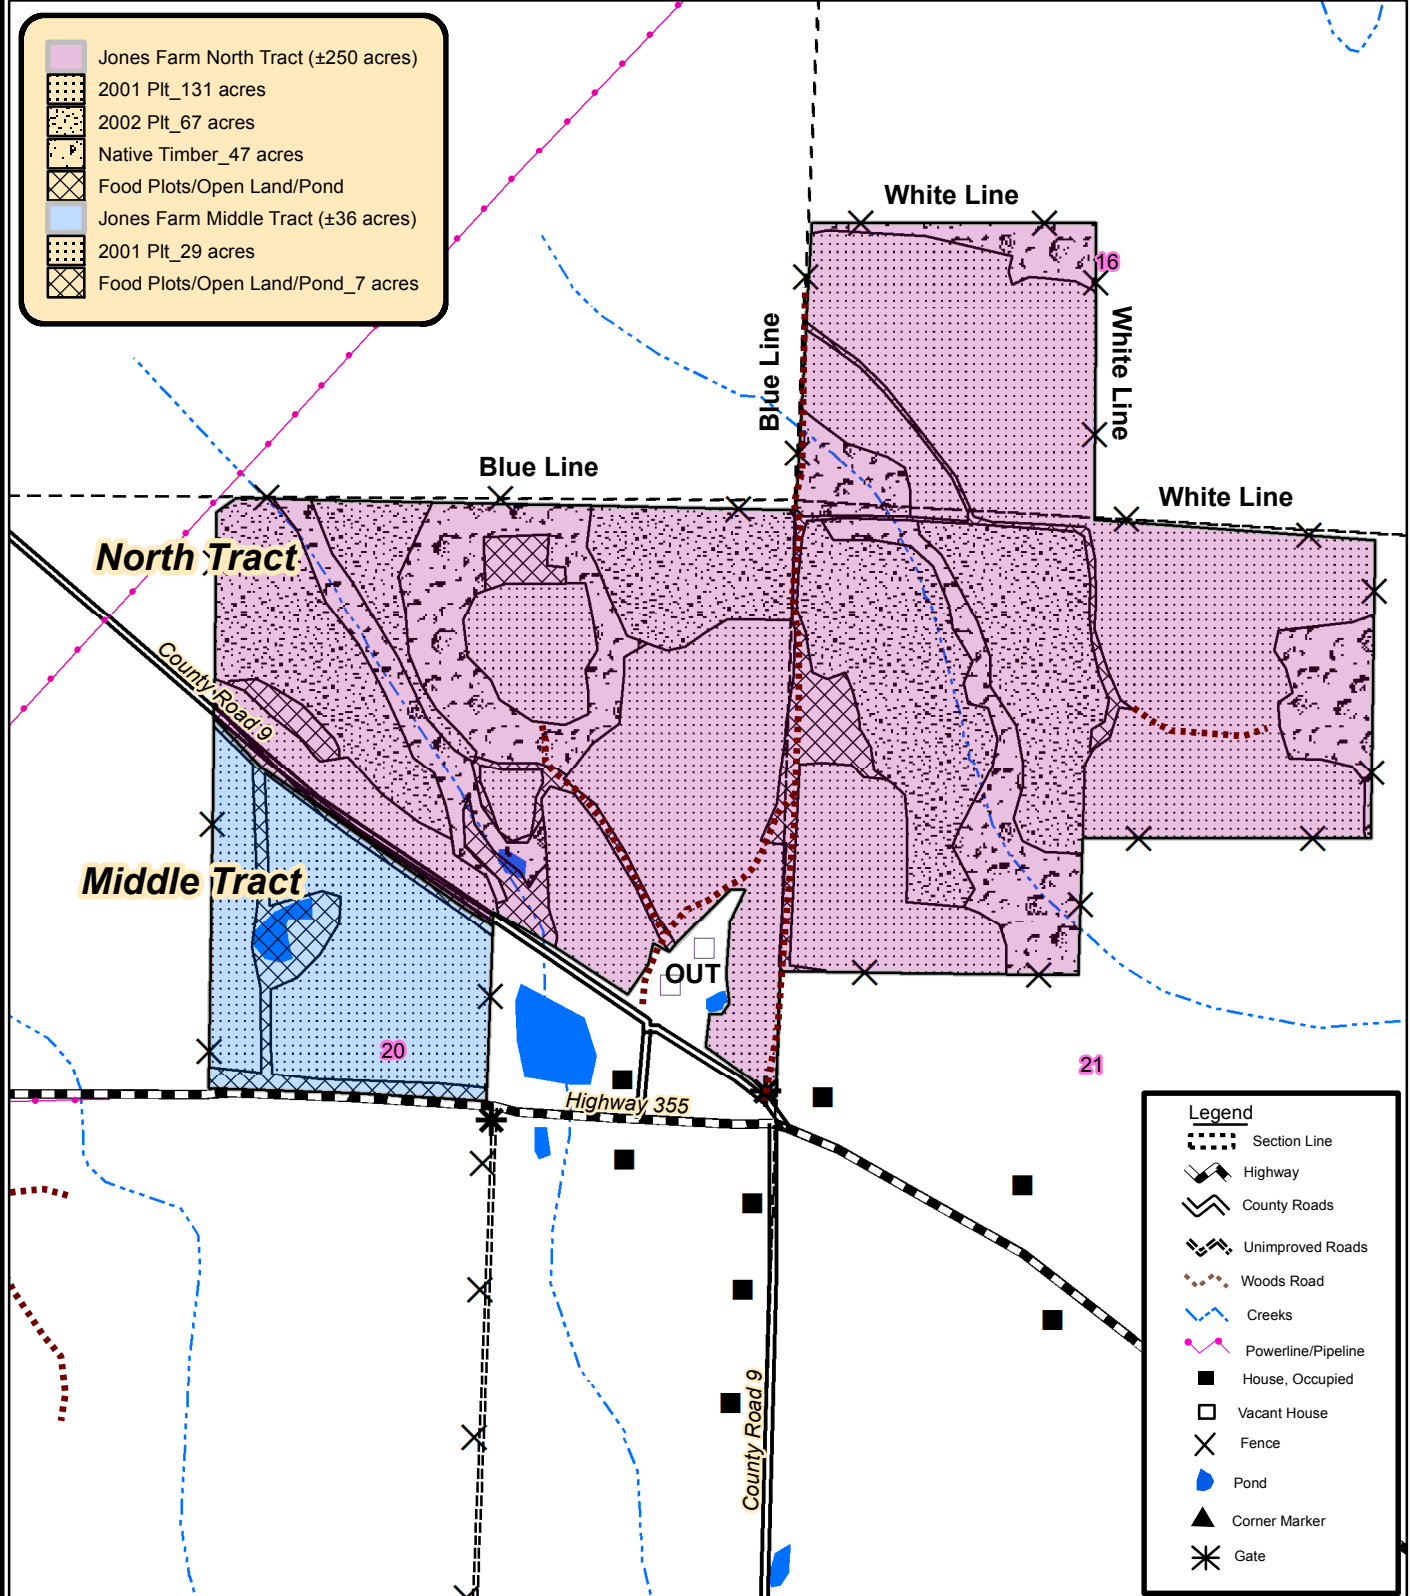 Jones Farm North Tract (±250 acres)
2001 Plt_131 acres
2002 Plt_67 acres
Native Timber_47 acres
Food Plots/Open Land/Pond
Jones Farm Middle Tract (±36 acres)
2001 Plt_29 acres
Food Plots/Open Land/Pond_7 acres
White Line
16
Blue Line
White Line
Blue Line
White Line
North Tract
County Road 9
Middle Tract
OUT
20
21
Highway 355
County Road 9
Legend
Section Line
Highway
County Roads
Unimproved Roads
Woods Road
Creeks
Powerline/Pipeline
House, Occupied
Vacant House
Fence
Pond
Corner Marker
Gate